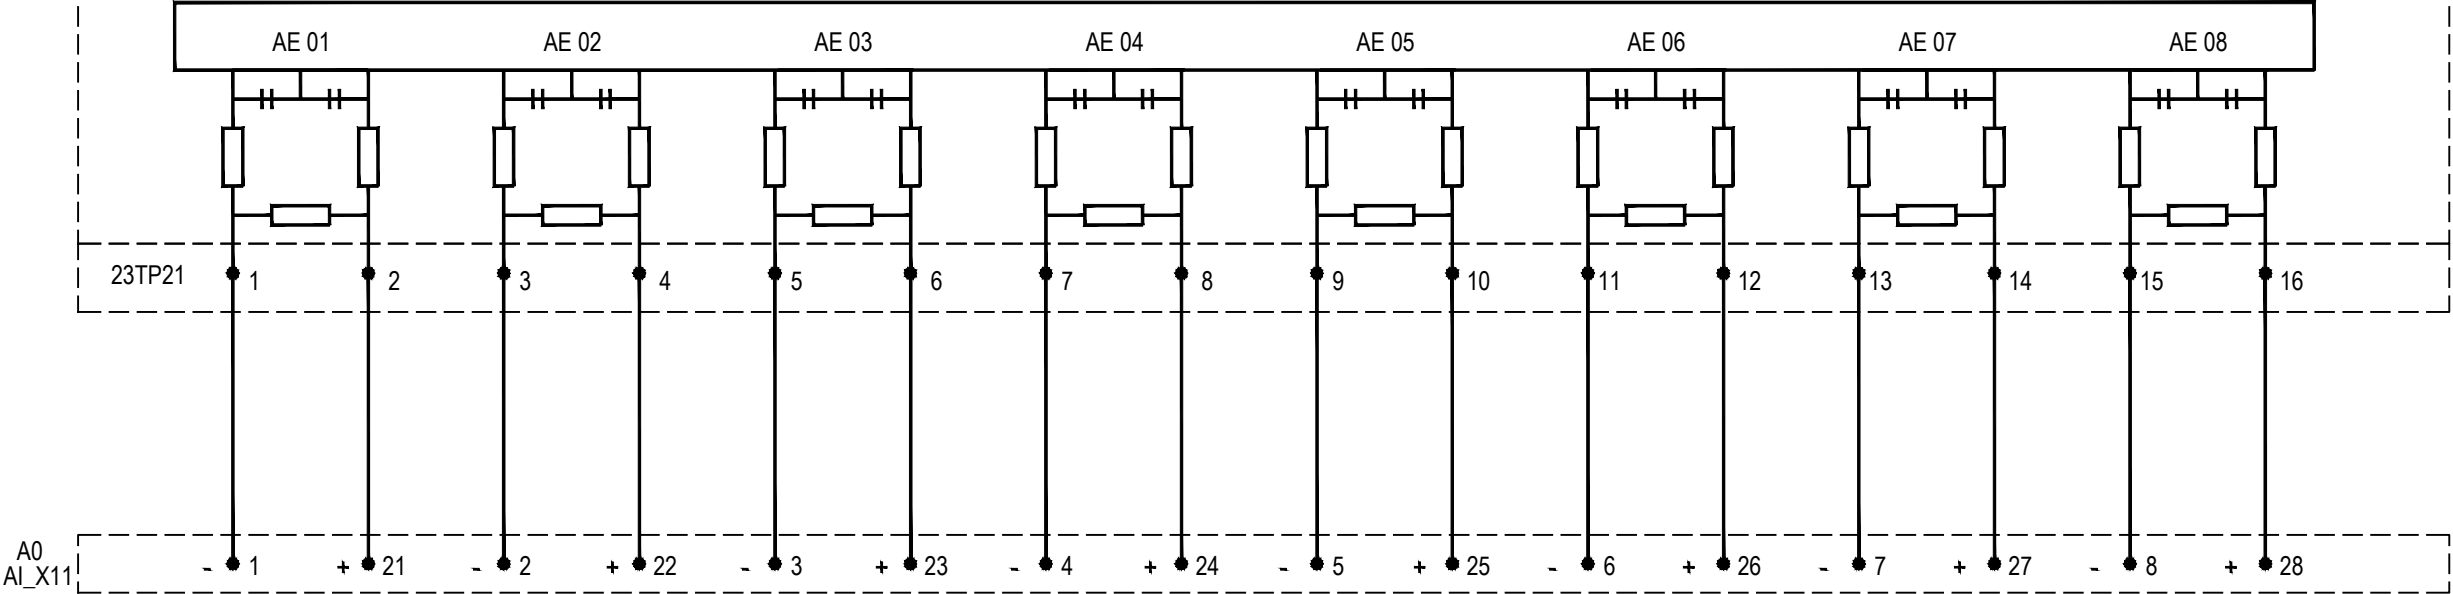 AE 01 AE 02 AE 03 AE 04 AE 05 AE 06 AE 07 AE 08
23TP21 1 2 3 4 5 6 7 8 9 10 11 12 13 14 15 16
A0
AI_X11 - 1 + 21 - 2 + 22 - 3 + 23 - 4 + 24 - 5 + 25 - 6 + 26 - 7 + 27 - 8 + 28